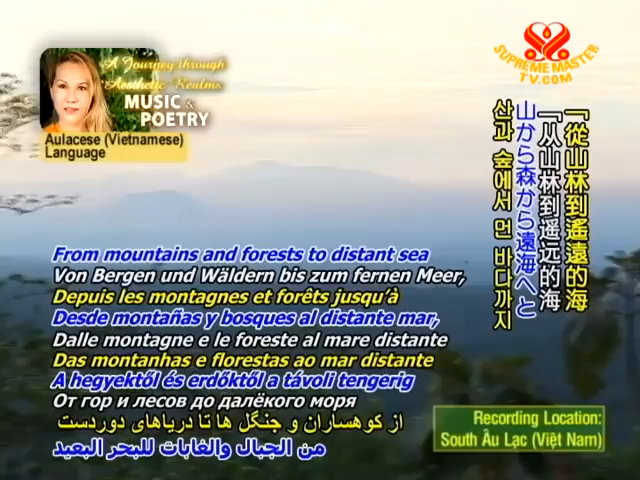 A Journey through
Aesthetic Realms
MUSIC &
POETRY
Aulacese (Vietnamese)
Language
SUPREME MASTER
TV.COM
「從山林到遙遠的海
「从山林到遥远的海
山から森から遠海へと
산과 숲에서 먼 바다까지
From mountains and forests to distant sea
Von Bergen und Wäldern bis zum fernen Meer,
Depuis les montagnes et forêts jusqu'à
Desde montañas y bosques al distante mar,
Dalle montagne e le foreste al mare distante
Das montanhas e florestas ao mar distante
A hegyektől és erdőktől a távoli tengerig
От гор и лесов до далёкого моря
از کوهساران و جنگل ها تا دریاهای دوردست
من الجبال والغابات للبحر البعيد
Recording Location:
South Âu Lạc (Việt Nam)